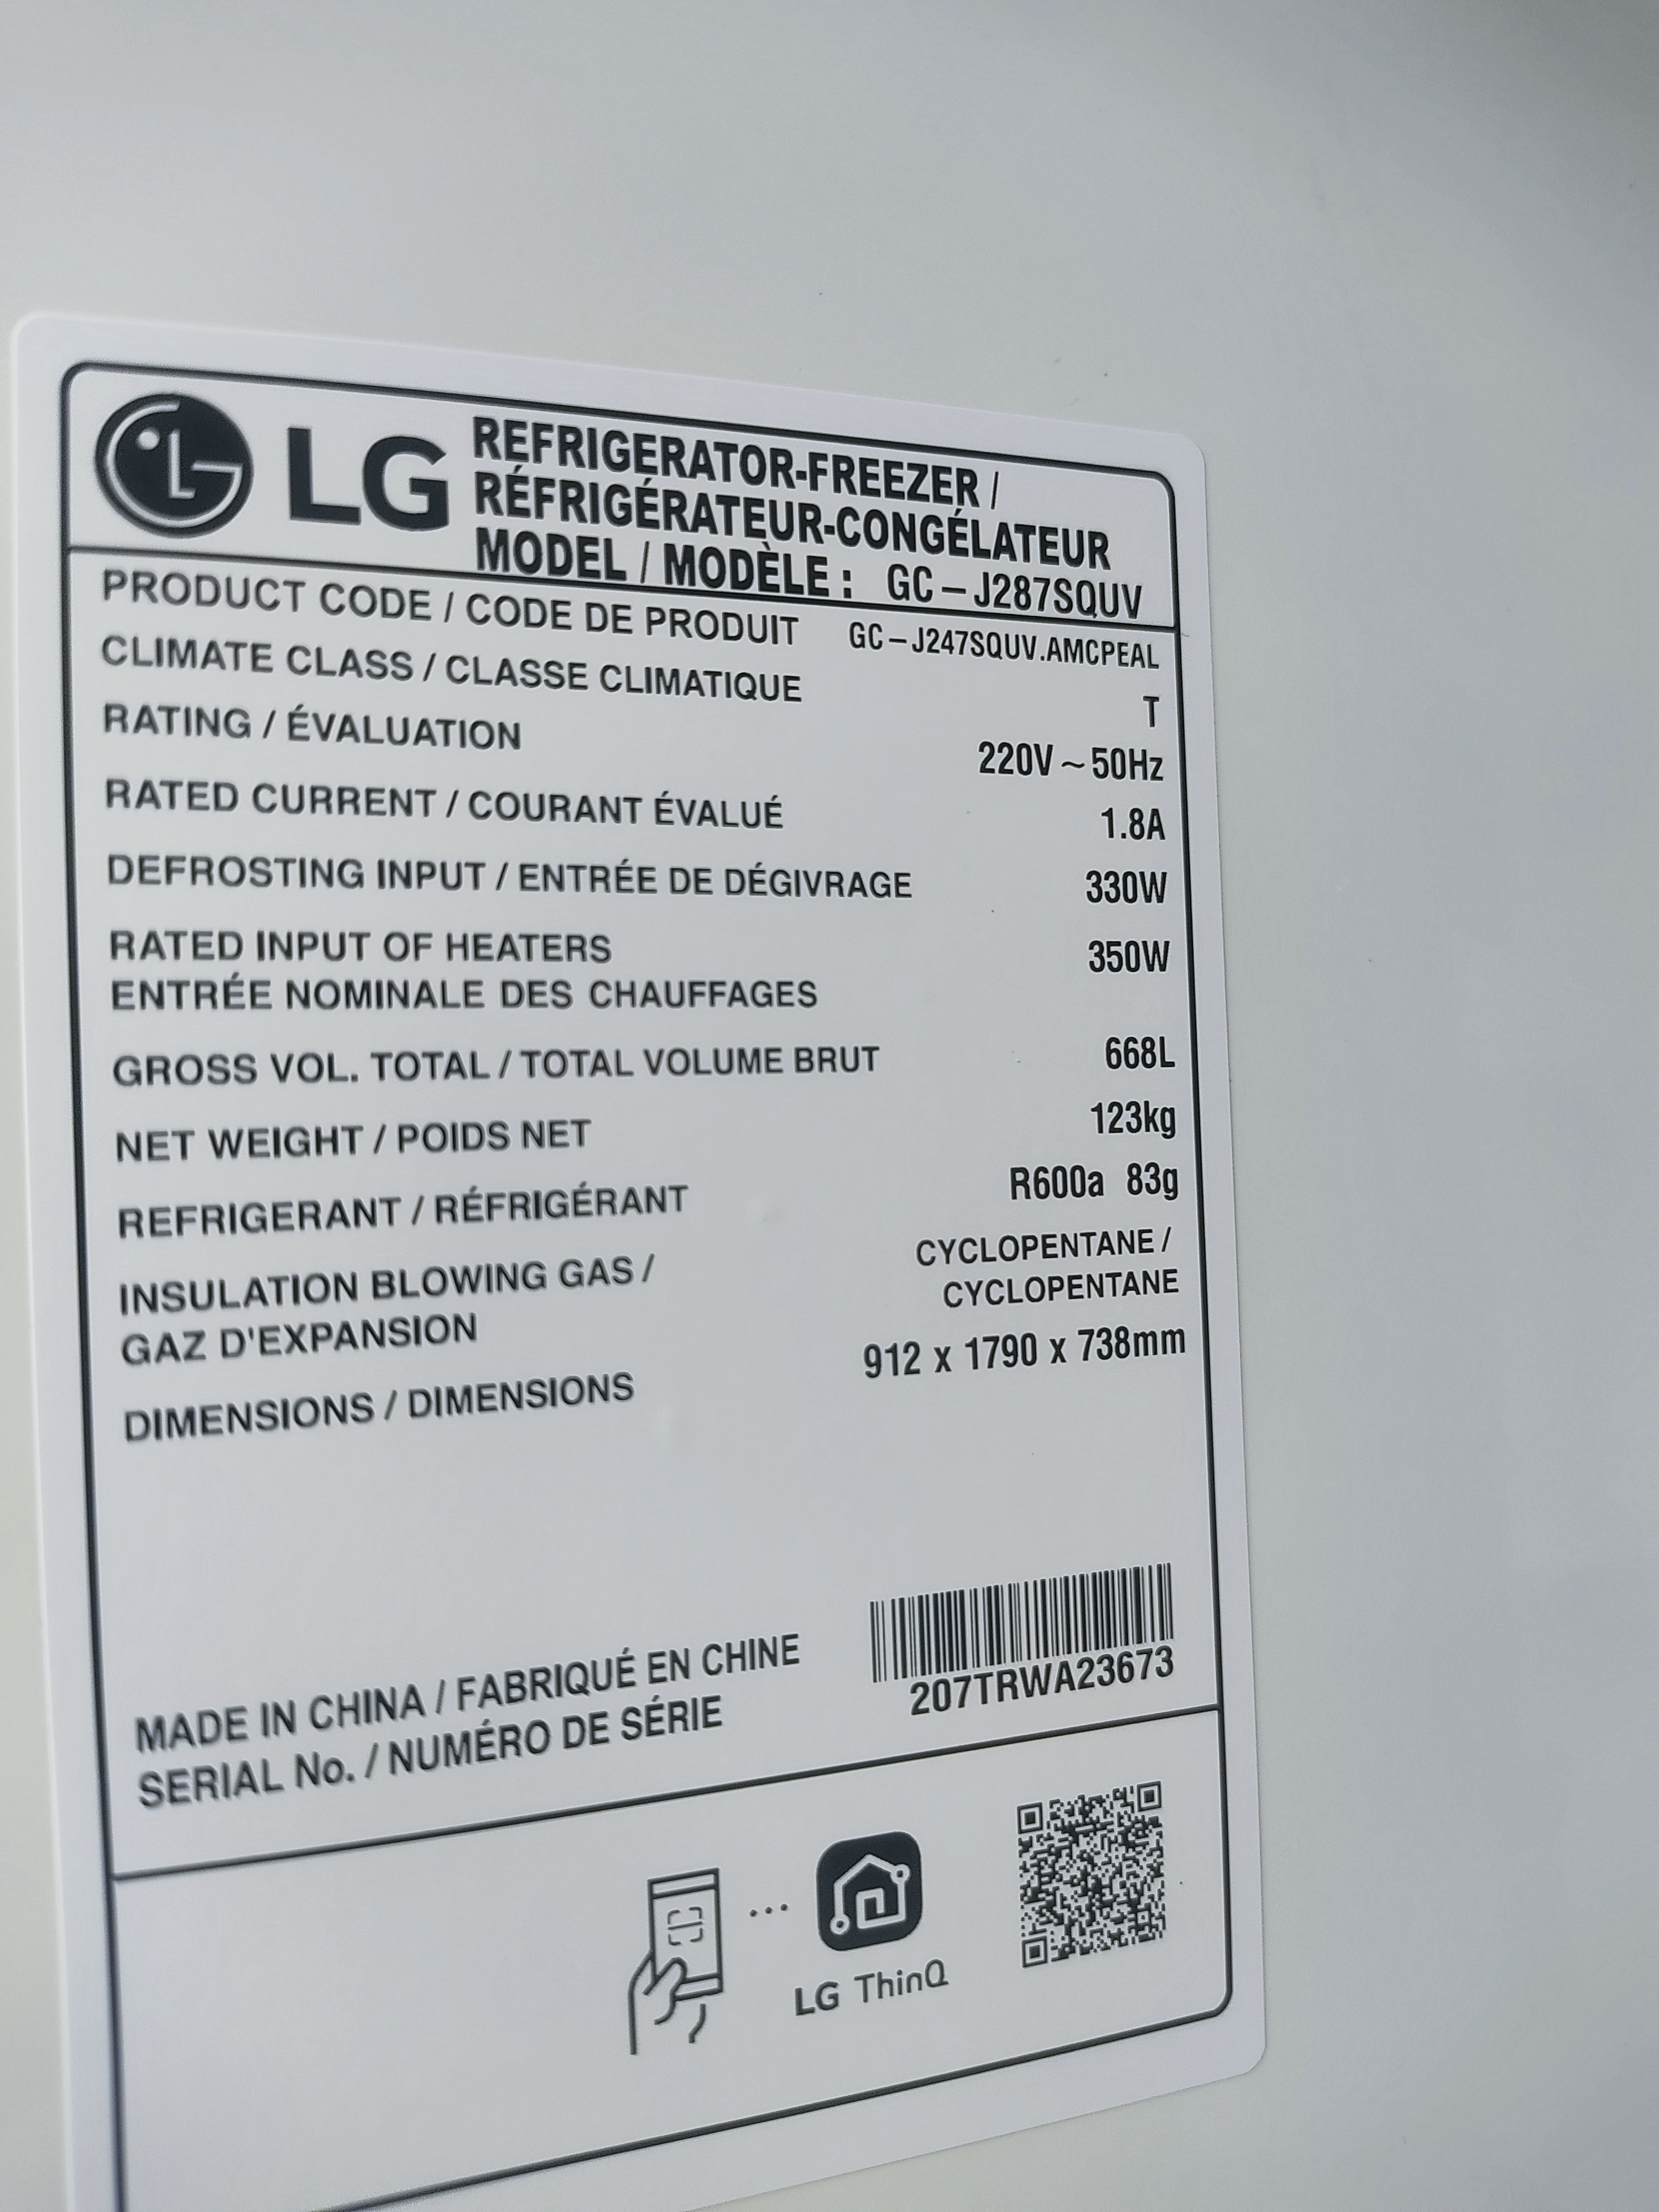 LG
REFRIGERATOR-FREEZER /
RÉFRIGÉRATEUR-CONGÉLATEUR
MODEL / MODÈLE : GC-J287SQUV
PRODUCT CODE / CODE DE PRODUIT GC-J247SQUV.AMCPEAL
CLIMATE CLASS / CLASSE CLIMATIQUE T
RATING / ÉVALUATION 220V ~ 50Hz
RATED CURRENT / COURANT ÉVALUÉ 1.8A
DEFROSTING INPUT / ENTRÉE DE DÉGIVRAGE 330W
RATED INPUT OF HEATERS 350W
ENTRÉE NOMINALE DES CHAUFFAGES
GROSS VOL. TOTAL / TOTAL VOLUME BRUT 668L
NET WEIGHT / POIDS NET 123kg
REFRIGERANT / RÉFRIGÉRANT R600a 83g
INSULATION BLOWING GAS / CYCLOPENTANE /
GAZ D'EXPANSION CYCLOPENTANE
DIMENSIONS / DIMENSIONS 912 x 1790 x 738mm
MADE IN CHINA / FABRIQUÉ EN CHINE
SERIAL No. / NUMÉRO DE SÉRIE 207TRWA23673
LG ThinQ